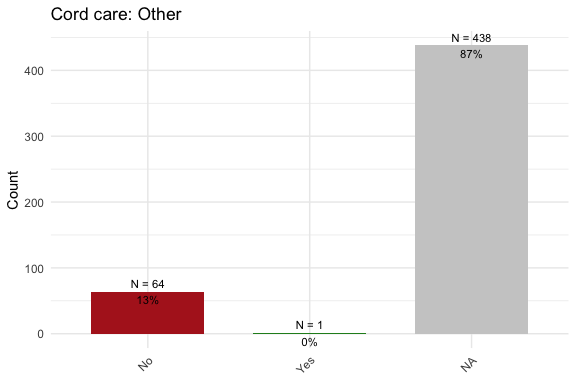 Cord care: Other
Count
400
300
200
100
0
N = 64
13%
N = 1
0%
N = 438
87%
No
Yes
NA